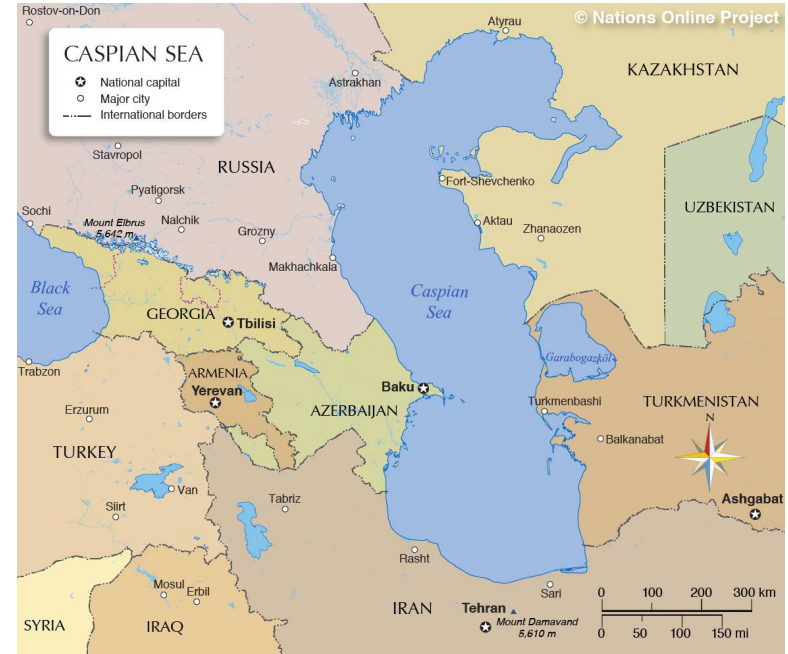 Rostov-on-Don
Atyrau
© Nations Online Project
CASPIAN SEA
National capital
Major city
International borders
KAZAKHSTAN
Astrakhan
Stavropol
RUSSIA
Fort-Shevchenko
Pyatigorsk
UZBEKISTAN
Sochi
Mount Elbrus
5,642 m
Nalchik
Grozny
Aktau
Zhanaozen
Makhachkala
Black
Sea
Caspian
Sea
GEORGIA
Tbilisi
Garabogazköl
Trabzon
ARMENIA
Yerevan
Baku
AZERBAIJAN
Turkmenbashi
TURKMENISTAN
Erzurum
N
Balkanabat
TURKEY
Van
Siirt
Tabriz
Ashgabat
Rasht
Mosul
Erbil
Sari
0 100 200 300 km
0 50 100 150 mi
SYRIA
IRAQ
IRAN
Tehran
Mount Damavand
5,610 m